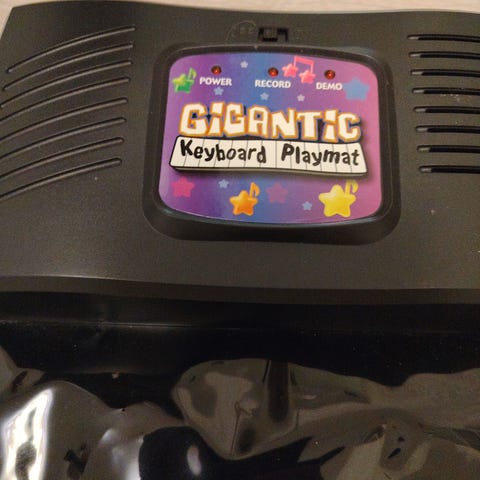 POWER RECORD DEMO
GiGANTiC
Keyboard Playmat